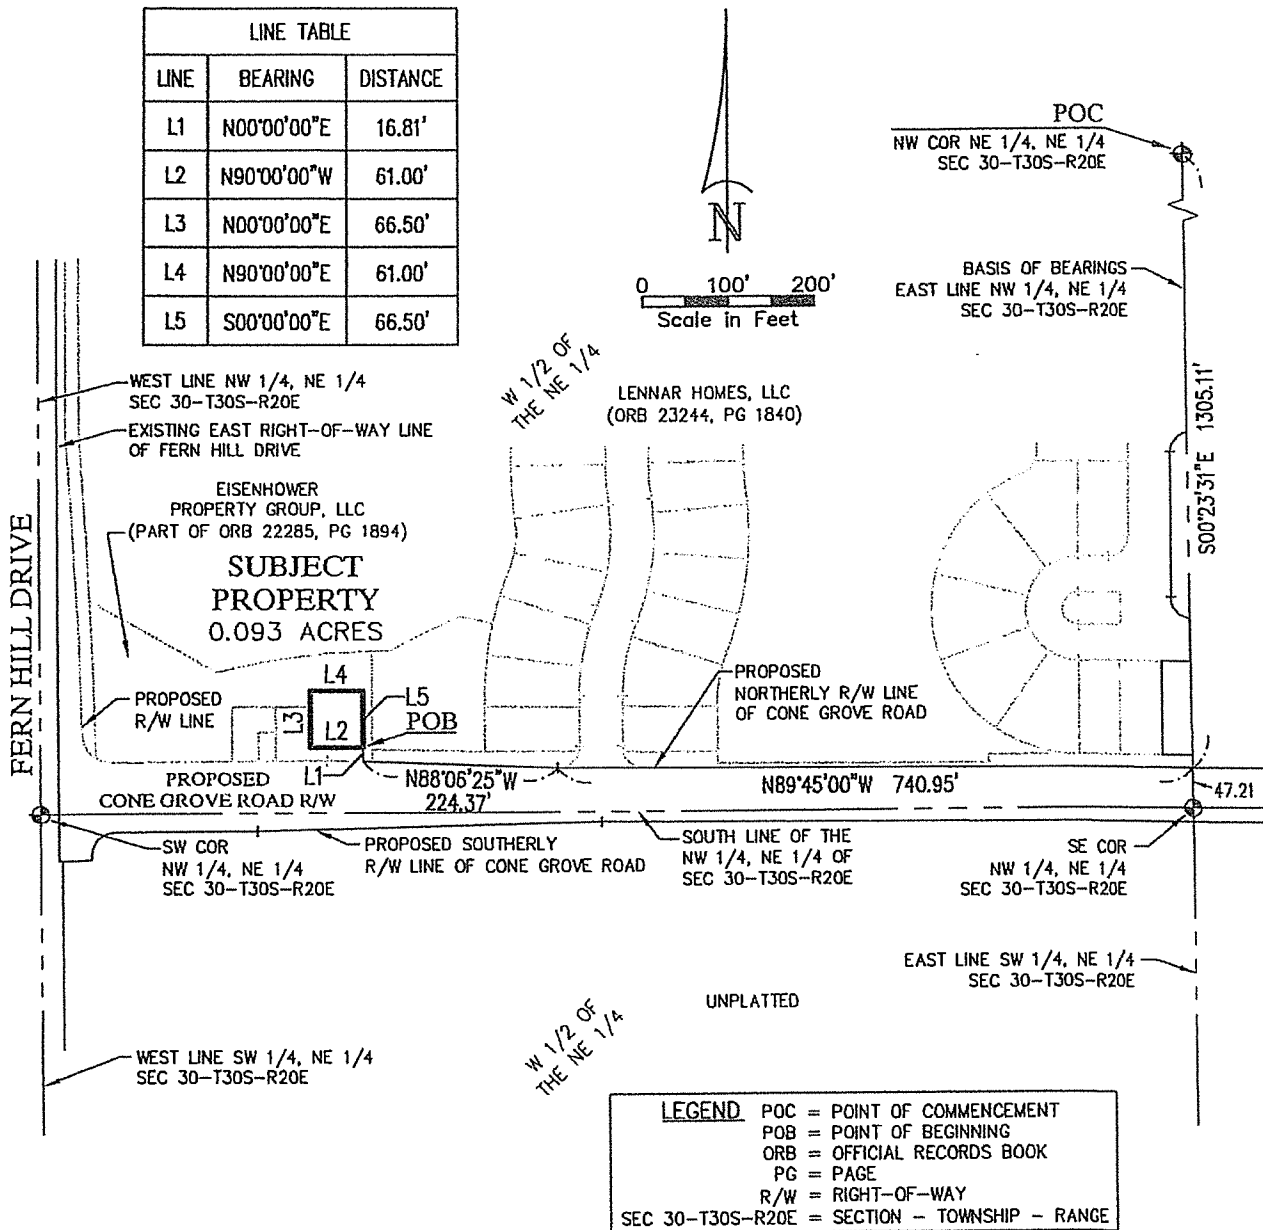 LINE TABLE
LINE BEARING DISTANCE
L1 N00°00'00"E 16.81'
L2 N90°00'00"W 61.00'
L3 N00°00'00"E 66.50'
L4 N90°00'00"E 61.00'
L5 S00°00'00"E 66.50'
N
0 100' 200'
Scale in Feet
POC
NW COR NE 1/4, NE 1/4
SEC 30-T30S-R20E
BASIS OF BEARINGS
EAST LINE NW 1/4, NE 1/4
SEC 30-T30S-R20E
S00°23'31"E 1305.11'
WEST LINE NW 1/4, NE 1/4
SEC 30-T30S-R20E
EXISTING EAST RIGHT-OF-WAY LINE
OF FERN HILL DRIVE
W 1/2 OF
THE NE 1/4
LENNAR HOMES, LLC
(ORB 23244, PG 1840)
EISENHOWER
PROPERTY GROUP, LLC
(PART OF ORB 22285, PG 1894)
SUBJECT
PROPERTY
0.093 ACRES
FERN HILL DRIVE
PROPOSED
R/W LINE
L4
L3
L2
L5
POB
L1
PROPOSED
NORTHERLY R/W LINE
OF CONE GROVE ROAD
PROPOSED
CONE GROVE ROAD R/W
N88°06'25"W
224.37'
N89°45'00"W 740.95'
47.21
SW COR
NW 1/4, NE 1/4
SEC 30-T30S-R20E
PROPOSED SOUTHERLY
R/W LINE OF CONE GROVE ROAD
SOUTH LINE OF THE
NW 1/4, NE 1/4 OF
SEC 30-T30S-R20E
SE COR
NW 1/4, NE 1/4
SEC 30-T30S-R20E
EAST LINE SW 1/4, NE 1/4
SEC 30-T30S-R20E
UNPLATTED
W 1/2 OF
THE NE 1/4
WEST LINE SW 1/4, NE 1/4
SEC 30-T30S-R20E
LEGEND POC = POINT OF COMMENCEMENT
POB = POINT OF BEGINNING
ORB = OFFICIAL RECORDS BOOK
PG = PAGE
R/W = RIGHT-OF-WAY
SEC 30-T30S-R20E = SECTION - TOWNSHIP - RANGE